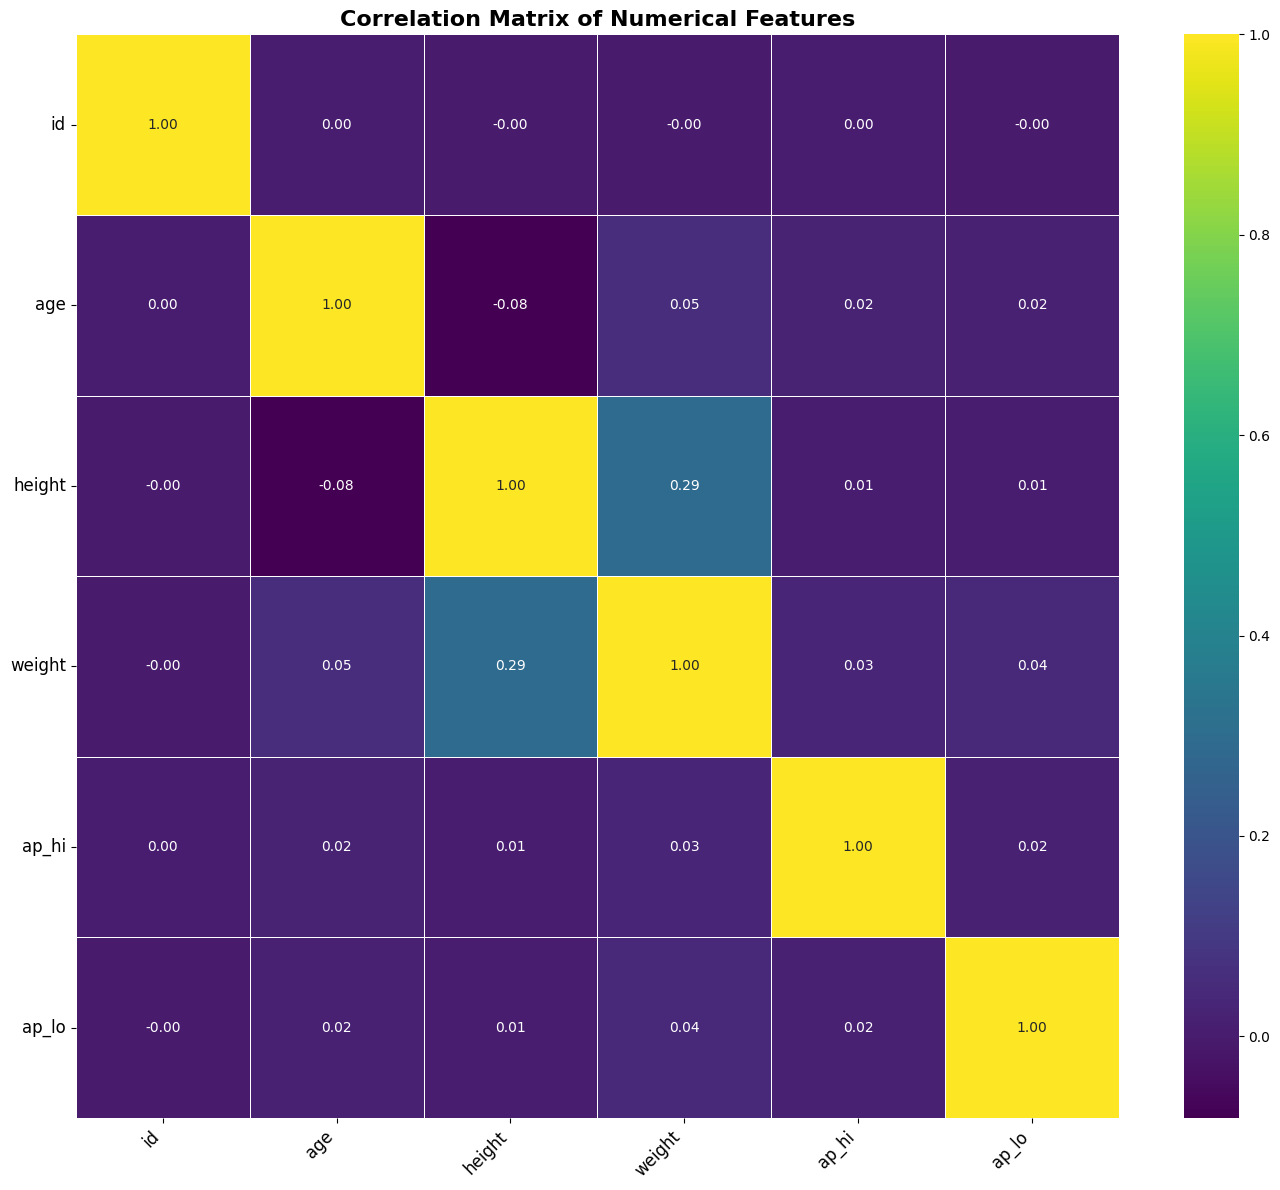 Correlation Matrix of Numerical Features
id 1.00 0.00 -0.00 -0.00 0.00 -0.00
age 0.00 1.00 -0.08 0.05 0.02 0.02
height -0.00 -0.08 1.00 0.29 0.01 0.01
weight -0.00 0.05 0.29 1.00 0.03 0.04
ap_hi 0.00 0.02 0.01 0.03 1.00 0.02
ap_lo -0.00 0.02 0.01 0.04 0.02 1.00
id age height weight ap_hi ap_lo
1.0
0.8
0.6
0.4
0.2
0.0